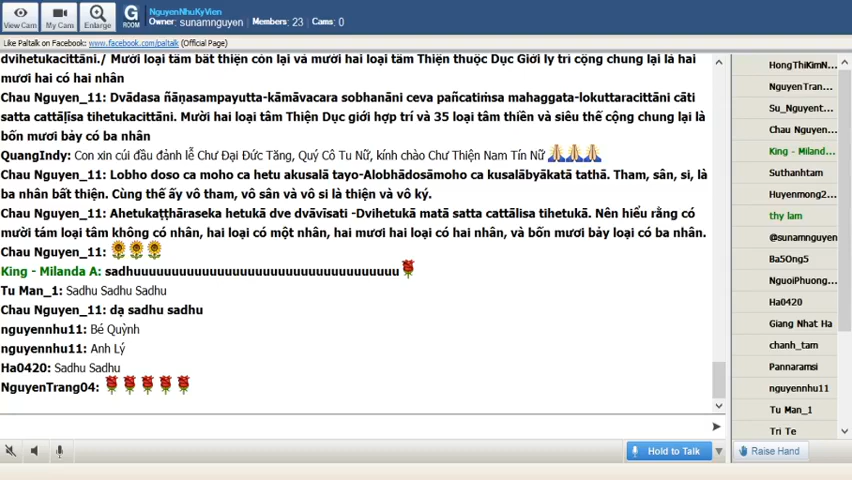 View Cam
My Cam
Enlarge
G
ROOM
NguyenNhuKyVien
Owner: sunamnguyen , Members: 23 , Cams: 0
Like Paltalk on Facebook: www.facebook.com/paltalk (Official Page)
dvihetukacittāni./ Mười loại tâm bất thiện còn lại và mười hai loại tâm Thiện thuộc Dục Giới ly trí cộng chung lại là hai
mươi hai có hai nhân
Chau Nguyen_11: Dvādasa ñāṇasampayutta-kāmāvacara sobhanāni ceva pañcatiṁsa mahaggata-lokuttaracittāni cāti
satta cattāḷīsa tihetukacittāni. Mười hai loại tâm Thiện Dục giới hợp trí và 35 loại tâm thiền và siêu thế cộng chung lại là
bốn mươi bảy có ba nhân
QuangIndy: Con xin cúi đầu đảnh lễ Chư Đại Đức Tăng, Quý Cô Tu Nữ, kính chào Chư Thiện Nam Tín Nữ
Chau Nguyen_11: Lobho doso ca moho ca hetu akusalā tayo-Alobhādosāmoho ca kusalābyākatā tathā. Tham, sân, si, là
ba nhân bất thiện. Cùng thế ấy vô tham, vô sân và vô si là thiện và vô ký.
Chau Nguyen_11: Ahetukaṭṭhāraseka hetukā dve dvāvīsati -Dvihetukā matā satta cattālīsa tihetukā. Nên hiểu rằng có
mười tám loại tâm không có nhân, hai loại có một nhân, hai mươi hai loại có hai nhân, và bốn mươi bảy loại có ba nhân.
Chau Nguyen_11:
King - Milanda A: sadhuuuuuuuuuuuuuuuuuuuuuuuuuuuuuuuuuuu
Tu Man_1: Sadhu Sadhu Sadhu
Chau Nguyen_11: dạ sadhu sadhu
nguyennhu11: Bé Quỳnh
nguyennhu11: Anh Lý
Ha0420: Sadhu Sadhu
NguyenTrang04:
HongThiKimN...
NguyenTran...
Su_Nguyent...
Chau Nguyen...
King - Miland...
Suthanhtam
Huyenmong2...
thy lam
@sunamnguyen
Ba5Ong5
NguoiPhuong...
Ha0420
Giang Nhat Ha
chanh_tam
Pannaramsi
nguyennhu11
Tu Man_1
Tri Te
Hold to Talk
Raise Hand